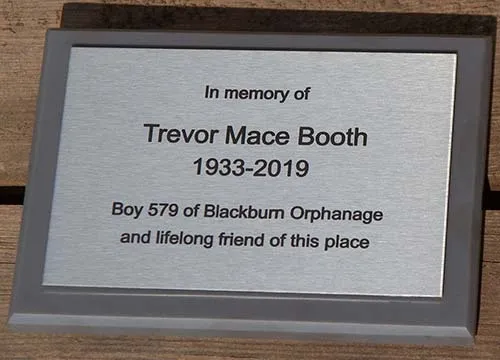 In memory of
Trevor Mace Booth
1933-2019
Boy 579 of Blackburn Orphanage
and lifelong friend of this place